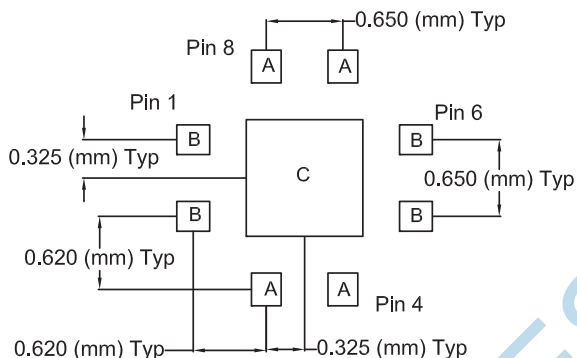 0.650 (mm) Typ
Pin 8
A
A
Pin 1
Pin 6
B
B
0.325 (mm) Typ
C
0.650 (mm) Typ
B
B
0.620 (mm) Typ
A
A
Pin 4
0.620 (mm) Typ
0.325 (mm) Typ